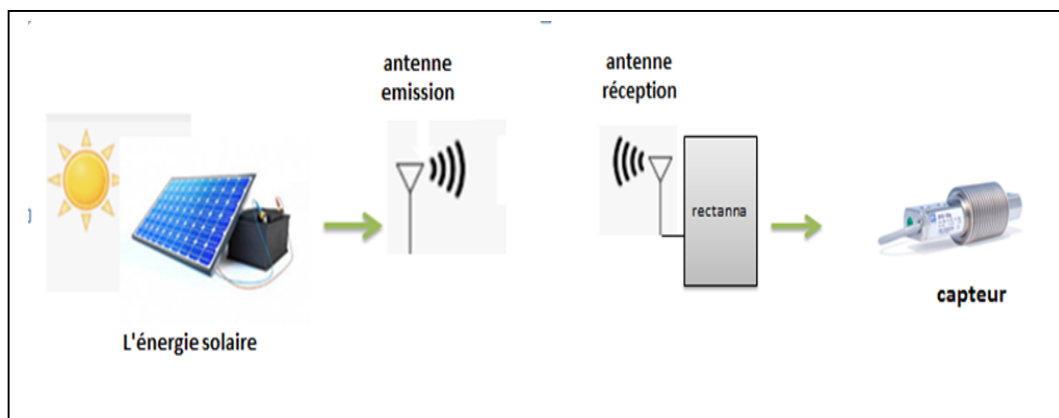 antenne
emission
antenne
réception
rectanna
capteur
L'énergie solaire